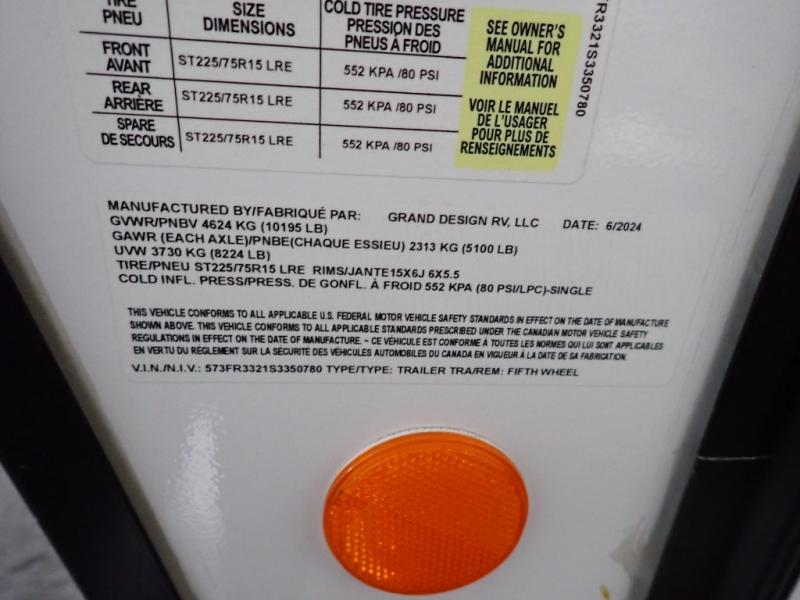 TIRE
PNEU
SIZE
DIMENSIONS
COLD TIRE PRESSURE
PRESSION DES
PNEUS À FROID
FRONT
AVANT
ST225/75R15 LRE
552 KPA /80 PSI
REAR
ARRIÈRE
ST225/75R15 LRE
552 KPA /80 PSI
SPARE
DE SECOURS
ST225/75R15 LRE
552 KPA /80 PSI
SEE OWNER'S
MANUAL FOR
ADDITIONAL
INFORMATION
VOIR LE MANUEL
DE L'USAGER
POUR PLUS DE
RENSEIGNEMENTS
FR3321S3350780
MANUFACTURED BY/FABRIQUÉ PAR: GRAND DESIGN RV, LLC DATE: 6/2024
GVWR/PNBV 4624 KG (10195 LB)
GAWR (EACH AXLE)/PNBE(CHAQUE ESSIEU) 2313 KG (5100 LB)
UVW 3730 KG (8224 LB)
TIRE/PNEU ST225/75R15 LRE RIMS/JANTE15X6J 6X5.5
COLD INFL. PRESS/PRESS. DE GONFL. À FROID 552 KPA (80 PSI/LPC)-SINGLE
THIS VEHICLE CONFORMS TO ALL APPLICABLE U.S. FEDERAL MOTOR VEHICLE SAFETY STANDARDS IN EFFECT ON THE DATE OF MANUFACTURE
SHOWN ABOVE. THIS VEHICLE CONFORMS TO ALL APPLICABLE STANDARDS PRESCRIBED UNDER THE CANADIAN MOTOR VEHICLE SAFETY
REGULATIONS IN EFFECT ON THE DATE OF MANUFACTURE. - CE VÉHICULE EST CONFORME À TOUTES LES NORMES QUI LUI SONT APPLICABLES
EN VERTU DU RÉGLEMENT SUR LA SÉCURITÉ DES VÉHICULES AUTOMOBILES DU CANADA EN VIGUEUR À LA DATE DE SA FABRICATION.
V.I.N./N.I.V.: 573FR3321S3350780 TYPE/TYPE: TRAILER TRA/REM: FIFTH WHEEL